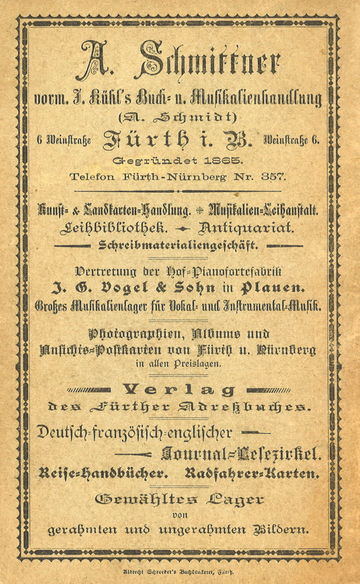 A. Schmittner
vorm. J. Kühl's Buch- u. Musikalienhandlung
(A. Schmidt)
6 Weinstraße Fürth i. B. Weinstraße 6.
Gegründet 1865.
Telefon Fürth-Nürnberg Nr. 357.
Kunst- & Landkarten-Handlung. Musikalien-Leihanstalt.
Leihbibliothek. Antiquariat.
Schreibmaterialiengeschäft.
Vertretung der Hof-Pianofortefabrik
J. G. Vogel & Sohn in Plauen.
Großes Musikalienlager für Vokal- und Instrumental-Musik.
Photographien, Albums und
Ansichts-Postkarten von Fürth u. Nürnberg
in allen Preislagen.
Verlag
des Fürther Adreßbuches.
Deutsch-französisch-englischer
Journal-Lesezirkel.
Reise-Handbücher. Radfahrer-Karten.
Gewähltes Lager
von
gerahmten und ungerahmten Bildern.
Albrecht Schroeder's Buchdruckerei, Fürth.